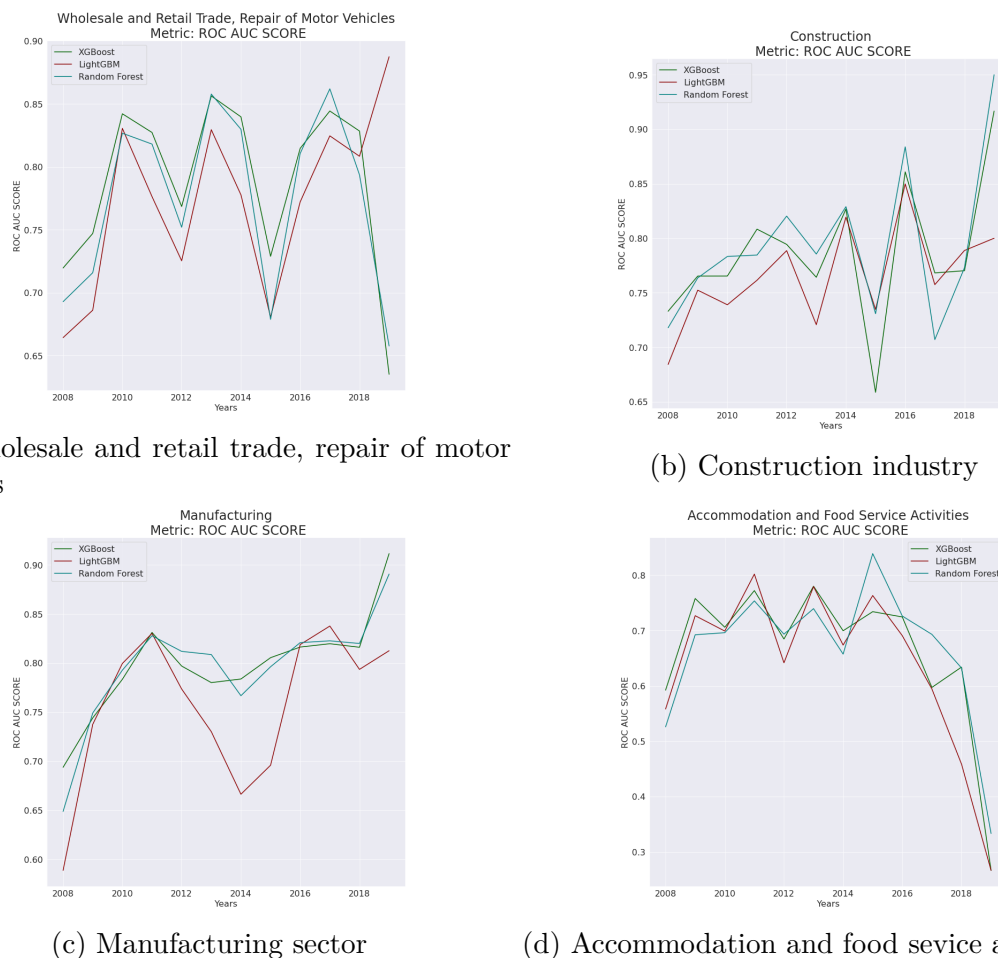 Wholesale and Retail Trade, Repair of Motor Vehicles
Metric: ROC AUC SCORE
XGBoost
LightGBM
Random Forest
0.90
0.85
0.80
0.75
0.70
0.65
ROC AUC SCORE
2008 2010 2012 2014 2016 2018
Years
olesale and retail trade, repair of motor
s
Construction
Metric: ROC AUC SCORE
XGBoost
LightGBM
Random Forest
0.95
0.90
0.85
0.80
0.75
0.70
0.65
ROC AUC SCORE
2008 2010 2012 2014 2016 2018
Years
(b) Construction industry
Manufacturing
Metric: ROC AUC SCORE
XGBoost
LightGBM
Random Forest
0.90
0.85
0.80
0.75
0.70
0.65
0.60
ROC AUC SCORE
2008 2010 2012 2014 2016 2018
Years
(c) Manufacturing sector
Accommodation and Food Service Activities
Metric: ROC AUC SCORE
XGBoost
LightGBM
Random Forest
0.8
0.7
0.6
0.5
0.4
0.3
ROC AUC SCORE
2008 2010 2012 2014 2016 2018
Years
(d) Accommodation and food sevice a